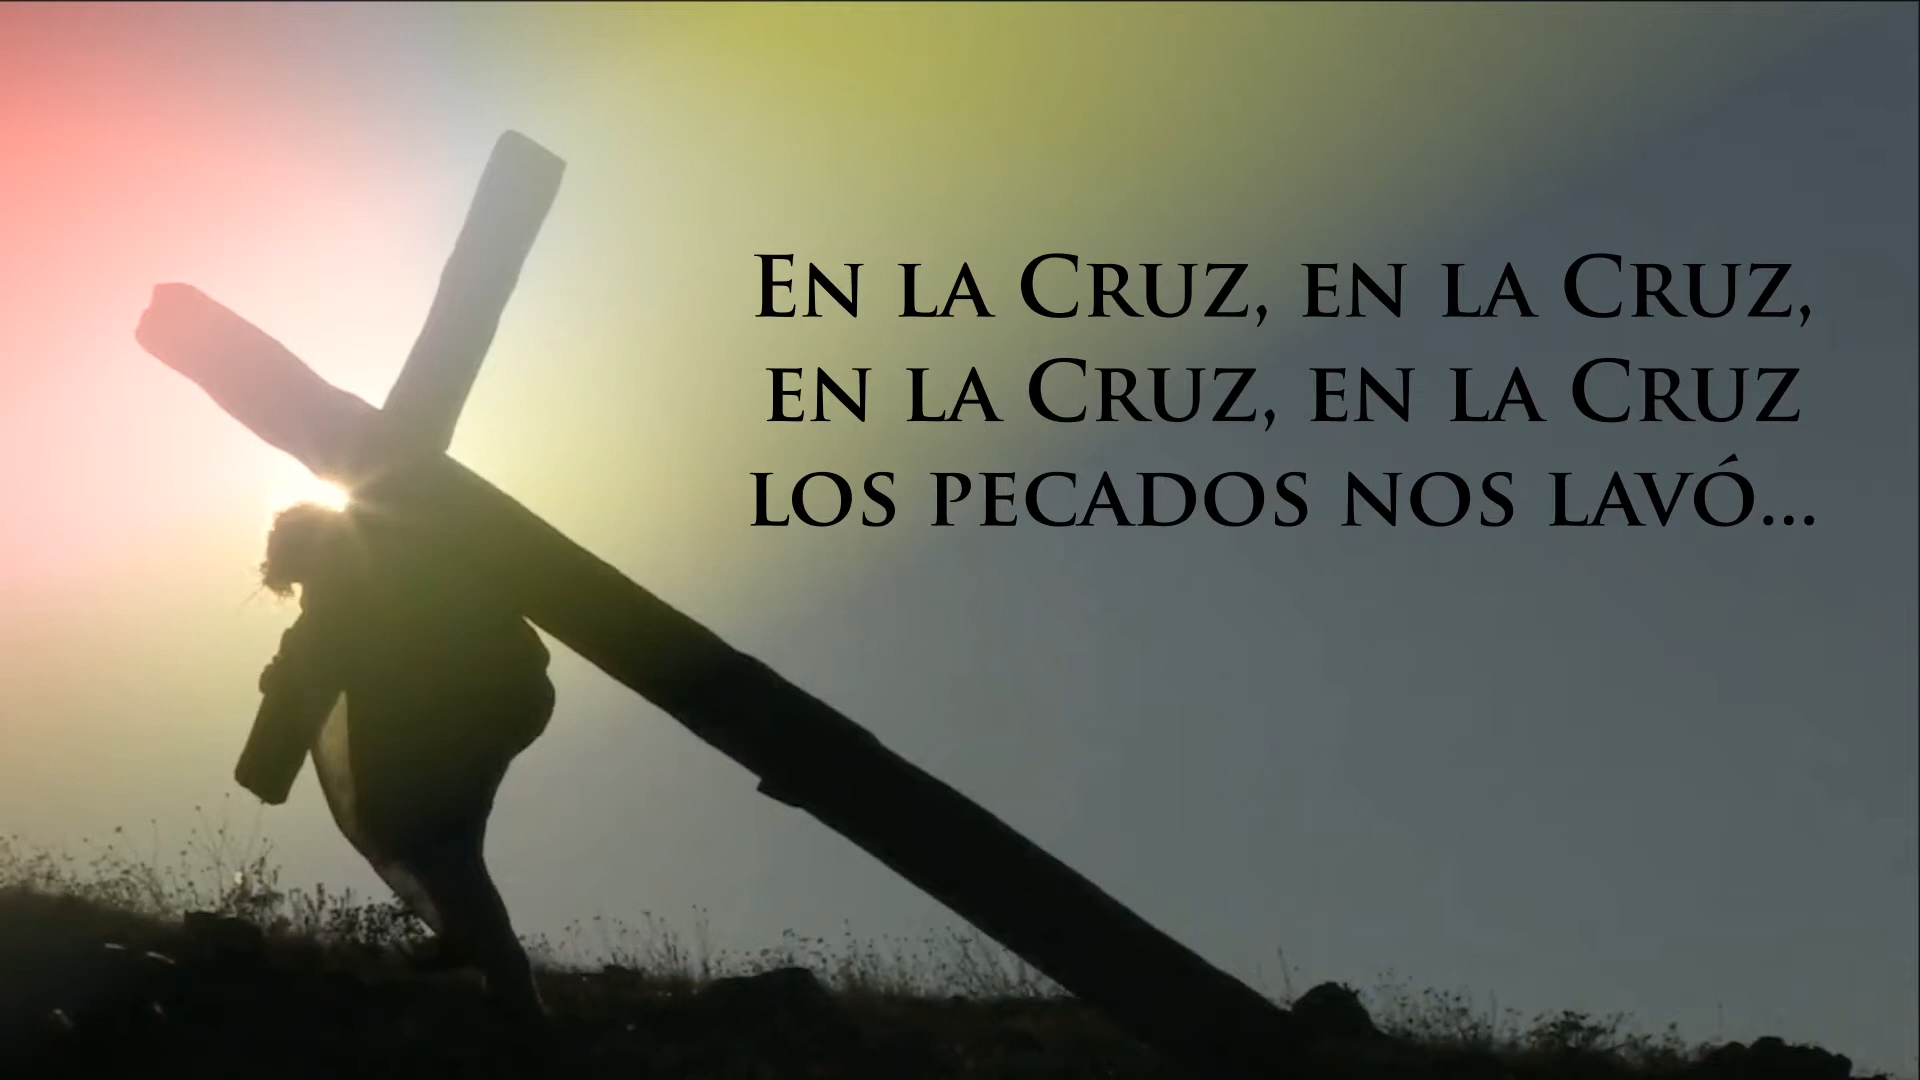 En la Cruz, en la Cruz,
en la Cruz, en la Cruz
los pecados nos lavó...